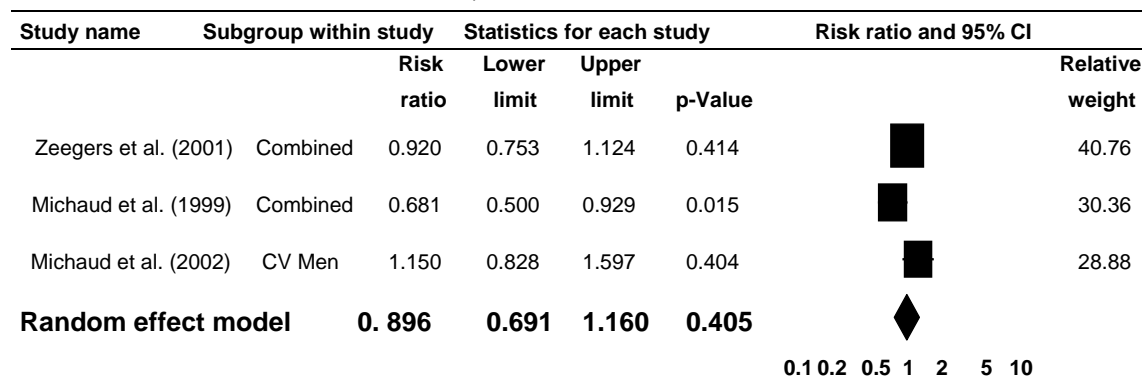 Study name Subgroup within study Statistics for each study Risk ratio and 95% CI
Risk Lower Upper Relative
ratio limit limit p-Value weight
Zeegers et al. (2001) Combined 0.920 0.753 1.124 0.414 40.76
Michaud et al. (1999) Combined 0.681 0.500 0.929 0.015 30.36
Michaud et al. (2002) CV Men 1.150 0.828 1.597 0.404 28.88
Random effect model 0. 896 0.691 1.160 0.405
0.1 0.2 0.5 1 2 5 10